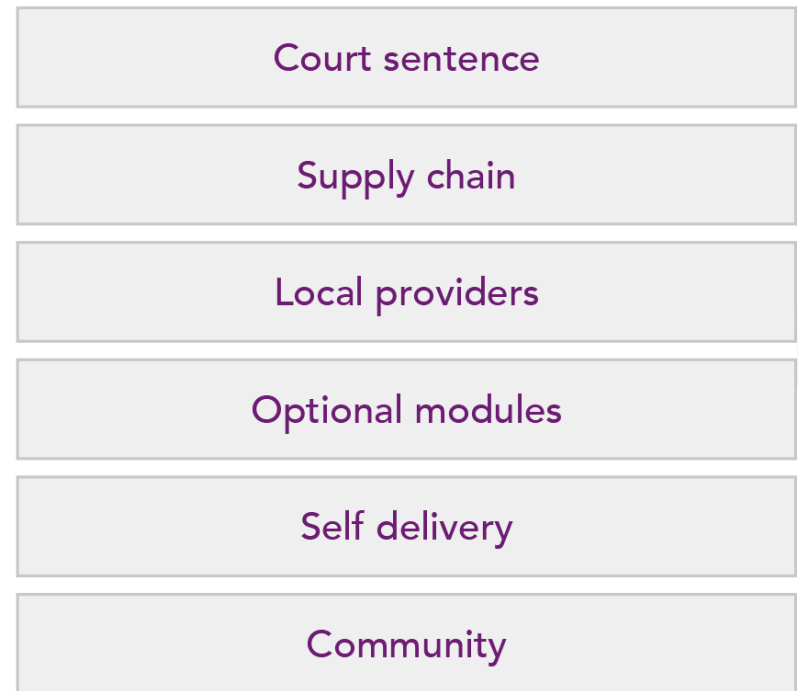 Court sentence
Supply chain
Local providers
Optional modules
Self delivery
Community